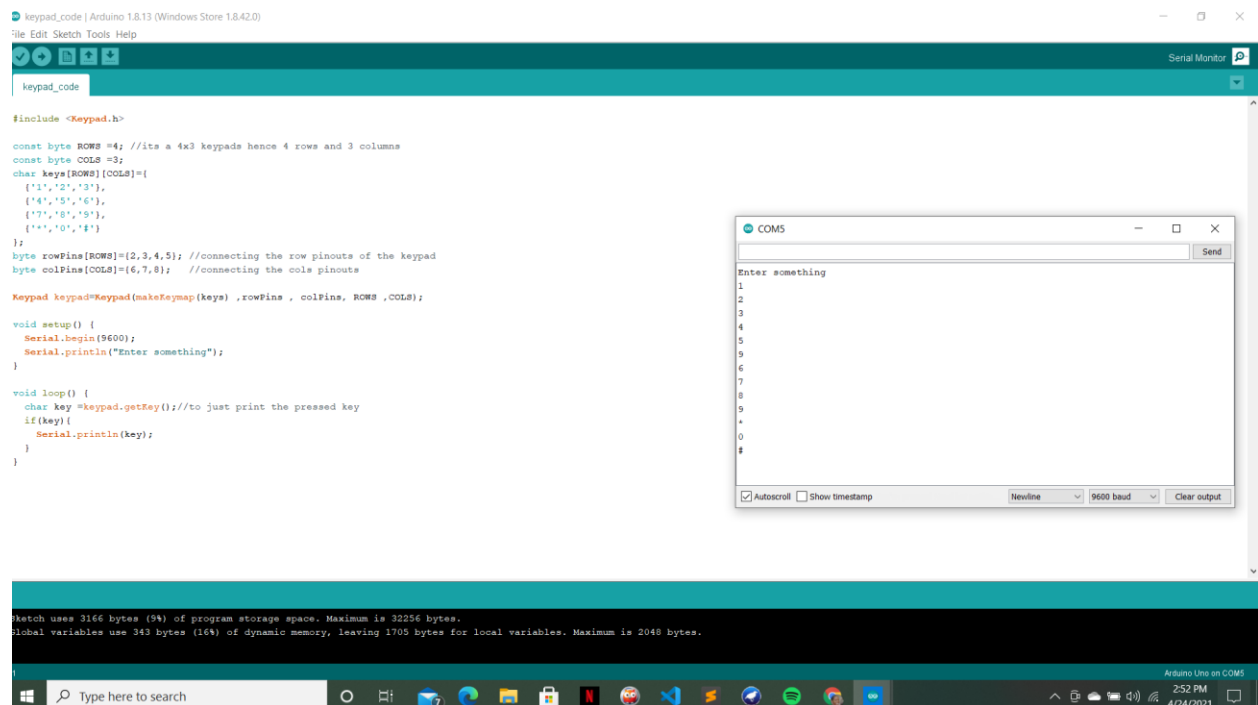 keypad_code | Arduino 1.8.13 (Windows Store 1.8.42.0)
File Edit Sketch Tools Help
Serial Monitor
keypad_code
#include <Keypad.h>
const byte ROWS =4; //its a 4x3 keypads hence 4 rows and 3 columns
const byte COLS =3;
char keys[ROWS][COLS]={
{'1','2','3'},
{'4','5','6'},
{'7','8','9'},
{'*','0','#'}
};
byte rowPins[ROWS]={2,3,4,5}; //connecting the row pinouts of the keypad
byte colPins[COLS]={6,7,8}; //connecting the cols pinouts
Keypad keypad=Keypad(makeKeymap(keys) ,rowPins , colPins, ROWS ,COLS);
void setup() {
Serial.begin(9600);
Serial.println("Enter something");
}
void loop() {
char key =keypad.getKey();//to just print the pressed key
if(key){
Serial.println(key);
}
}
COM5
Send
Enter something
1
2
3
4
5
9
6
7
8
9
*
0
#
Autoscroll Show timestamp Newline 9600 baud Clear output
Sketch uses 3166 bytes (9%) of program storage space. Maximum is 32256 bytes.
Global variables use 343 bytes (16%) of dynamic memory, leaving 1705 bytes for local variables. Maximum is 2048 bytes.
1
Arduino Uno on COM5
Type here to search
2:52 PM
4/24/2021